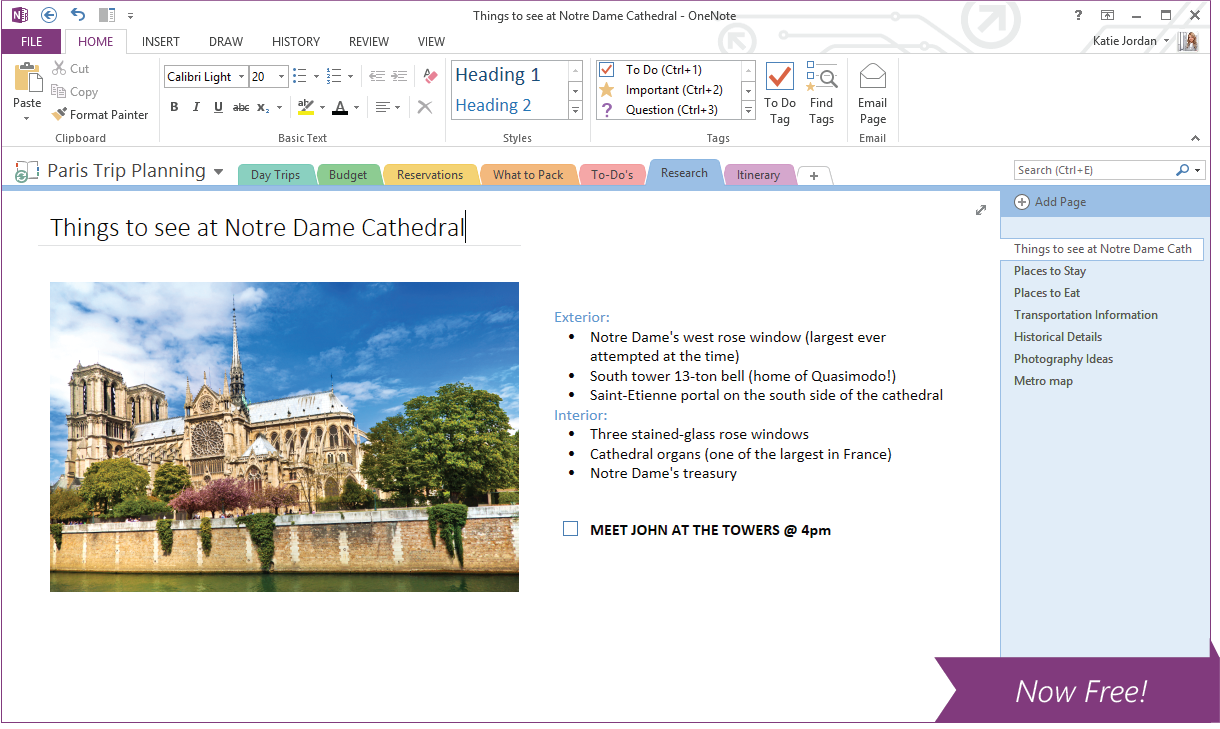 Things to see at Notre Dame Cathedral - OneNote
?
FILE HOME INSERT DRAW HISTORY REVIEW VIEW
Katie Jordan
Paste
Cut
Copy
Format Painter
Clipboard
Calibri Light 20
B I U abc x₂ ab A
Basic Text
Heading 1
Heading 2
Styles
To Do (Ctrl+1)
Important (Ctrl+2)
? Question (Ctrl+3)
To Do
Tag
Find
Tags
Tags
Email
Page
Email
Paris Trip Planning
Day Trips Budget Reservations What to Pack To-Do's Research Itinerary +
Search (Ctrl+E)
Things to see at Notre Dame Cathedral
Exterior:
• Notre Dame's west rose window (largest ever
attempted at the time)
• South tower 13-ton bell (home of Quasimodo!)
• Saint-Etienne portal on the south side of the cathedral
Interior:
• Three stained-glass rose windows
• Cathedral organs (one of the largest in France)
• Notre Dame's treasury
MEET JOHN AT THE TOWERS @ 4pm
Add Page
Things to see at Notre Dame Cath
Places to Stay
Places to Eat
Transportation Information
Historical Details
Photography Ideas
Metro map
Now Free!